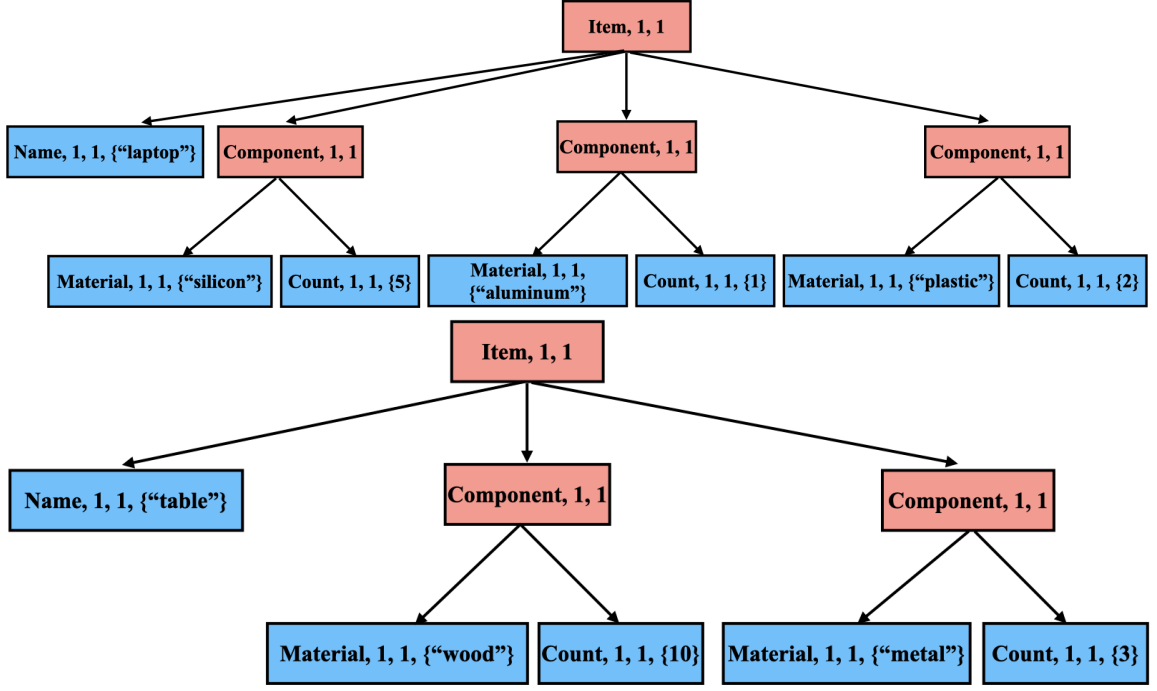 Item, 1, 1
Name, 1, 1, {“laptop”}
Component, 1, 1
Component, 1, 1
Component, 1, 1
Material, 1, 1, {“silicon”}
Count, 1, 1, {5}
Material, 1, 1,
{“aluminum”}
Count, 1, 1, {1}
Material, 1, 1, {“plastic”}
Count, 1, 1, {2}
Item, 1, 1
Name, 1, 1, {“table”}
Component, 1, 1
Component, 1, 1
Material, 1, 1, {“wood”}
Count, 1, 1, {10}
Material, 1, 1, {“metal”}
Count, 1, 1, {3}